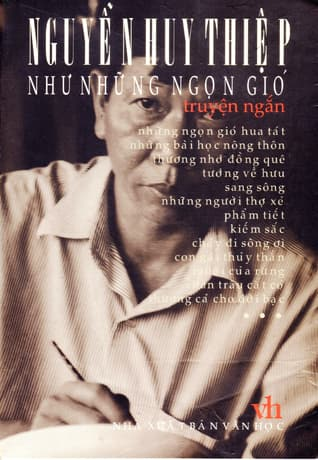 NGUYỄN HUY THIỆP
NHƯ NHỮNG NGỌN GIÓ
truyện ngắn
những ngọn gió hua tát
những bài học nông thôn
thương nhớ đồng quê
tướng về hưu
sang sông
những người thợ xẻ
phẩm tiết
kiếm sắc
chảy đi sông ơi
con gái thủy thần
muối của rừng
chăn trâu cắt cỏ
thương cả cho đời bạc
• • •
vh
NHÀ XUẤT BẢN VĂN HỌC